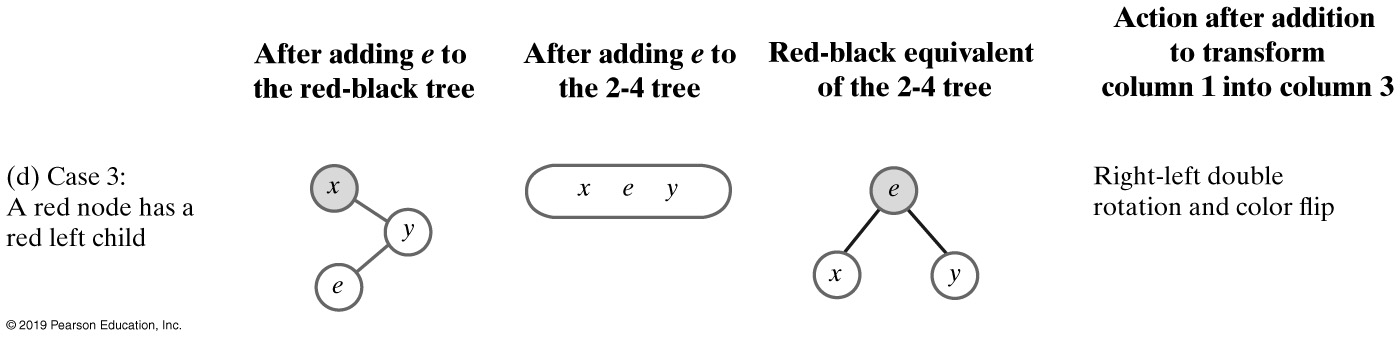 After adding e to
the red-black tree
After adding e to
the 2-4 tree
Red-black equivalent
of the 2-4 tree
Action after addition
to transform
column 1 into column 3
(d) Case 3:
A red node has a
red left child
x
y
e
x e y
e
x y
Right-left double
rotation and color flip
© 2019 Pearson Education, Inc.